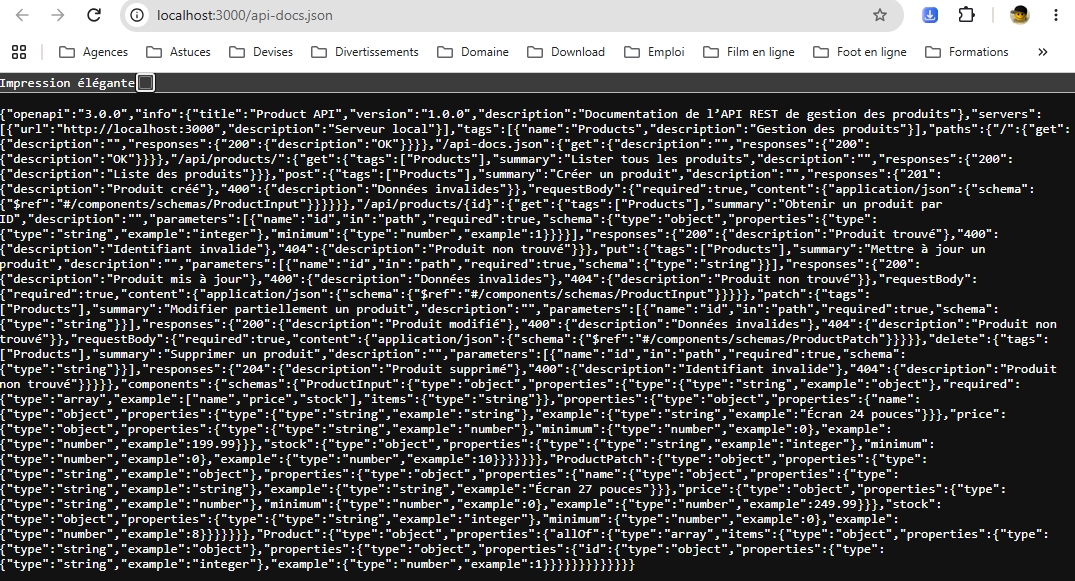 localhost:3000/api-docs.json
Agences Astuces Devises Divertissements Domaine Download Emploi Film en ligne Foot en ligne Formations »
Impression élégante
{"openapi":"3.0.0","info":{"title":"Product API","version":"1.0.0","description":"Documentation de l’API REST de gestion des produits"},"servers":
[{"url":"http://localhost:3000","description":"Serveur local"}],"tags":[{"name":"Products","description":"Gestion des produits"}],"paths":{"/":{"get":
{"description":"","responses":{"200":{"description":"OK"}}}},"/api-docs.json":{"get":{"description":"","responses":{"200":
{"description":"OK"}}}},"/api/products/":{"get":{"tags":["Products"],"summary":"Lister tous les produits","description":"","responses":{"200":
{"description":"Liste des produits"}}},"post":{"tags":["Products"],"summary":"Créer un produit","description":"","responses":{"201":
{"description":"Produit créé"},"400":{"description":"Données invalides"}},"requestBody":{"required":true,"content":{"application/json":{"schema":
{"$ref":"#/components/schemas/ProductInput"}}}}}},"/api/products/{id}":{"get":{"tags":["Products"],"summary":"Obtenir un produit par
ID","description":"","parameters":[{"name":"id","in":"path","required":true,"schema":{"type":"object","properties":{"type":
{"type":"string","example":"integer"},"minimum":{"type":"number","example":1}}}}],"responses":{"200":{"description":"Produit trouvé"},"400":
{"description":"Identifiant invalide"},"404":{"description":"Produit non trouvé"}}},"put":{"tags":["Products"],"summary":"Mettre à jour un
produit","description":"","parameters":[{"name":"id","in":"path","required":true,"schema":{"type":"string"}}],"responses":{"200":
{"description":"Produit mis à jour"},"400":{"description":"Données invalides"},"404":{"description":"Produit non trouvé"}},"requestBody":
{"required":true,"content":{"application/json":{"schema":{"$ref":"#/components/schemas/ProductInput"}}}}},"patch":{"tags":
["Products"],"summary":"Modifier partiellement un produit","description":"","parameters":[{"name":"id","in":"path","required":true,"schema":
{"type":"string"}}],"responses":{"200":{"description":"Produit modifié"},"400":{"description":"Données invalides"},"404":{"description":"Produit non
trouvé"}},"requestBody":{"required":true,"content":{"application/json":{"schema":{"$ref":"#/components/schemas/ProductPatch"}}}}},"delete":{"tags":
["Products"],"summary":"Supprimer un produit","description":"","parameters":[{"name":"id","in":"path","required":true,"schema":
{"type":"string"}}],"responses":{"204":{"description":"Produit supprimé"},"400":{"description":"Identifiant invalide"},"404":{"description":"Produit
non trouvé"}}}}},"components":{"schemas":{"ProductInput":{"type":"object","properties":{"type":{"type":"string","example":"object"},"required":
{"type":"array","example":["name","price","stock"],"items":{"type":"string"}},"properties":{"type":"object","properties":{"name":
{"type":"object","properties":{"type":{"type":"string","example":"string"},"example":{"type":"string","example":"Écran 24 pouces"}}},"price":
{"type":"object","properties":{"type":{"type":"string","example":"number"},"minimum":{"type":"number","example":0},"example":
{"type":"number","example":199.99}}},"stock":{"type":"object","properties":{"type":{"type":"string","example":"integer"},"minimum":
{"type":"number","example":0},"example":{"type":"number","example":10}}}}}}},"ProductPatch":{"type":"object","properties":{"type":
{"type":"string","example":"object"},"properties":{"type":"object","properties":{"name":{"type":"object","properties":{"type":
{"type":"string","example":"string"},"example":{"type":"string","example":"Écran 27 pouces"}}},"price":{"type":"object","properties":{"type":
{"type":"string","example":"number"},"minimum":{"type":"number","example":0},"example":{"type":"number","example":249.99}}},"stock":
{"type":"object","properties":{"type":{"type":"string","example":"integer"},"minimum":{"type":"number","example":0},"example":
{"type":"number","example":8}}}}}}},"Product":{"type":"object","properties":{"allOf":{"type":"array","items":{"type":"object","properties":{"type":
{"type":"string","example":"object"},"properties":{"type":"object","properties":{"id":{"type":"object","properties":{"type":
{"type":"string","example":"integer"},"example":{"type":"number","example":1}}}}}}}}}}}}}